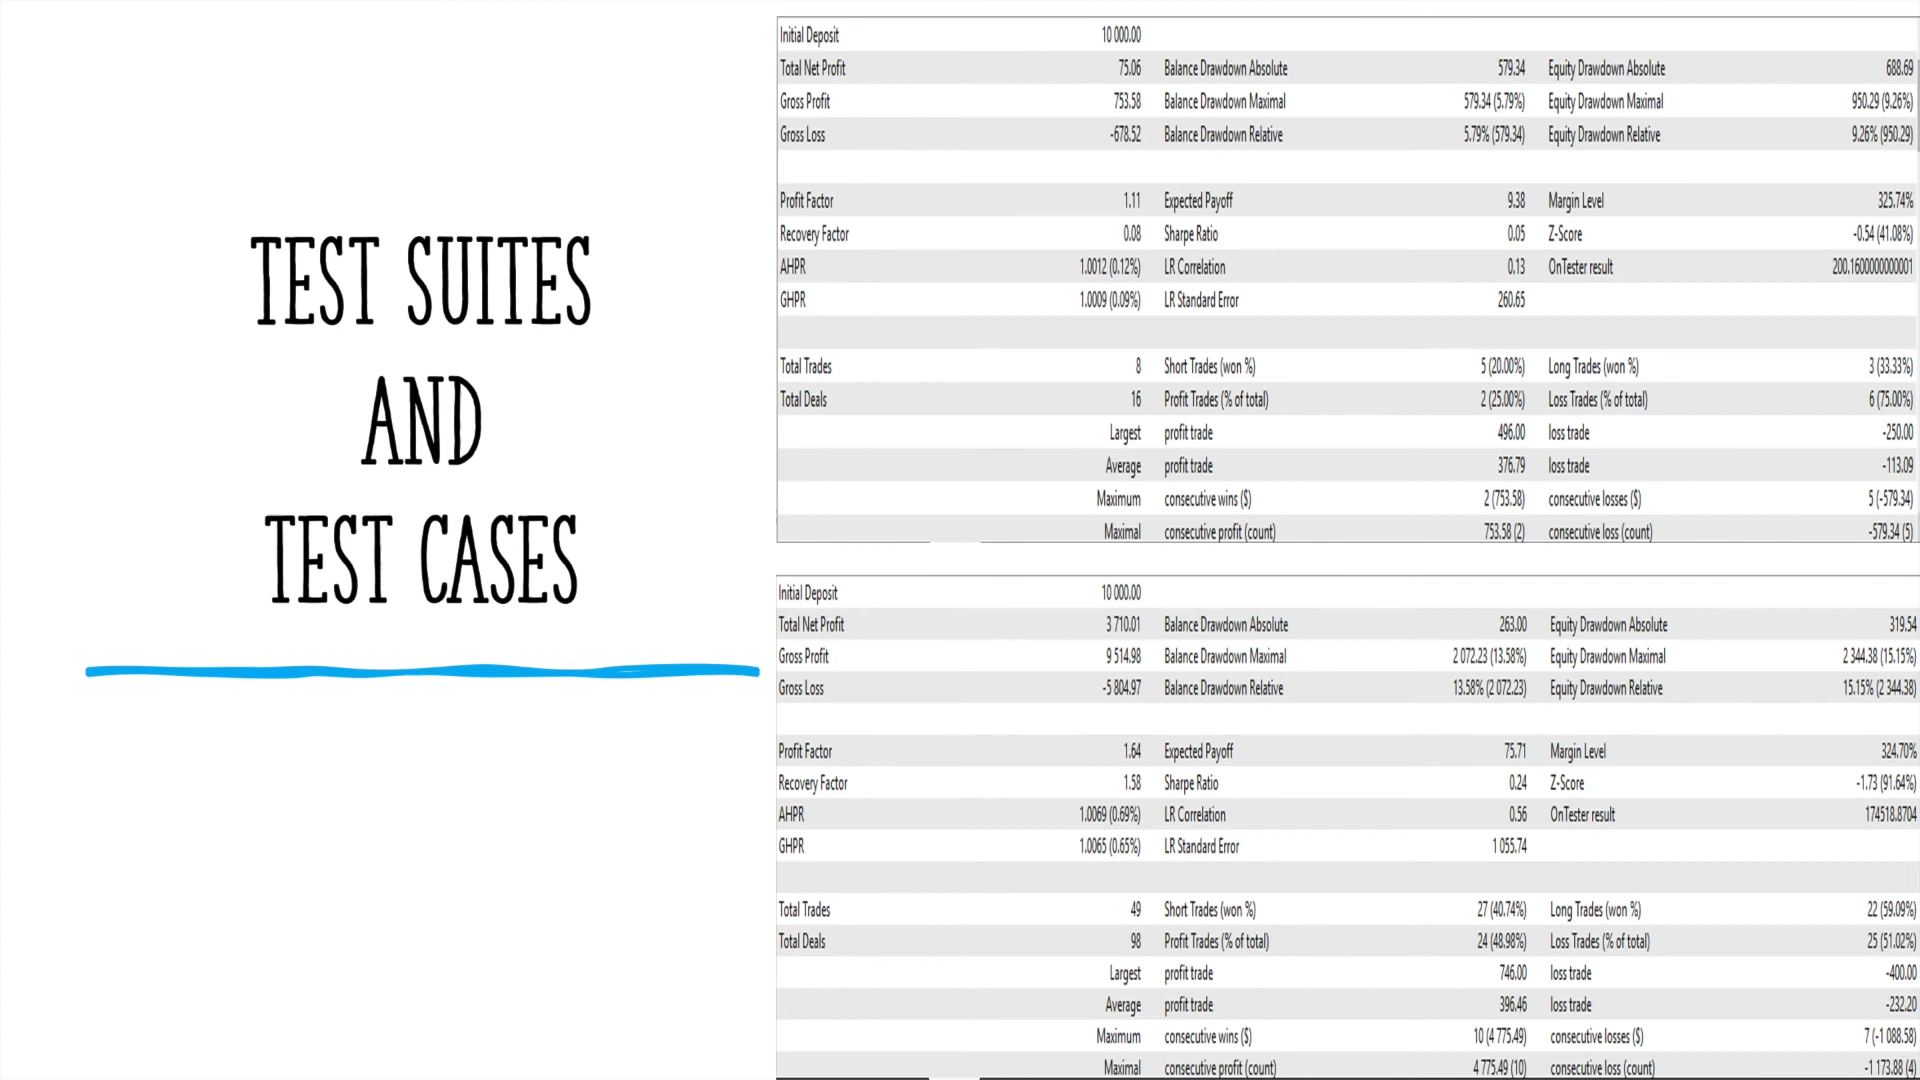 TEST SUITES
AND
TEST CASES
Initial Deposit 10 000.00
Total Net Profit 75.06 Balance Drawdown Absolute 579.34 Equity Drawdown Absolute 688.69
Gross Profit 753.58 Balance Drawdown Maximal 579.34 (5.79%) Equity Drawdown Maximal 950.29 (9.26%)
Gross Loss -678.52 Balance Drawdown Relative 5.79% (579.34) Equity Drawdown Relative 9.26% (950.29)
Profit Factor 1.11 Expected Payoff 9.38 Margin Level 325.74%
Recovery Factor 0.08 Sharpe Ratio 0.05 Z-Score -0.54 (41.08%)
AHPR 1.0012 (0.12%) LR Correlation 0.13 OnTester result 200.1600000000001
GHPR 1.0009 (0.09%) LR Standard Error 260.65
Total Trades 8 Short Trades (won %) 5 (20.00%) Long Trades (won %) 3 (33.33%)
Total Deals 16 Profit Trades (% of total) 2 (25.00%) Loss Trades (% of total) 6 (75.00%)
Largest profit trade 496.00 loss trade -250.00
Average profit trade 376.79 loss trade -113.09
Maximum consecutive wins ($) 2 (753.58) consecutive losses ($) 5 (-579.34)
Maximal consecutive profit (count) 753.58 (2) consecutive loss (count) -579.34 (5)
Initial Deposit 10 000.00
Total Net Profit 3 710.01 Balance Drawdown Absolute 263.00 Equity Drawdown Absolute 319.54
Gross Profit 9 514.98 Balance Drawdown Maximal 2 072.23 (13.58%) Equity Drawdown Maximal 2 344.38 (15.15%)
Gross Loss -5 804.97 Balance Drawdown Relative 13.58% (2 072.23) Equity Drawdown Relative 15.15% (2 344.38)
Profit Factor 1.64 Expected Payoff 75.71 Margin Level 324.70%
Recovery Factor 1.58 Sharpe Ratio 0.24 Z-Score -1.73 (91.64%)
AHPR 1.0069 (0.69%) LR Correlation 0.56 OnTester result 174518.8704
GHPR 1.0065 (0.65%) LR Standard Error 1 055.74
Total Trades 49 Short Trades (won %) 27 (40.74%) Long Trades (won %) 22 (59.09%)
Total Deals 98 Profit Trades (% of total) 24 (48.98%) Loss Trades (% of total) 25 (51.02%)
Largest profit trade 746.00 loss trade -400.00
Average profit trade 396.46 loss trade -232.20
Maximum consecutive wins ($) 10 (4 775.49) consecutive losses ($) 7 (-1 088.58)
Maximal consecutive profit (count) 4 775.49 (10) consecutive loss (count) -1 173.88 (4)